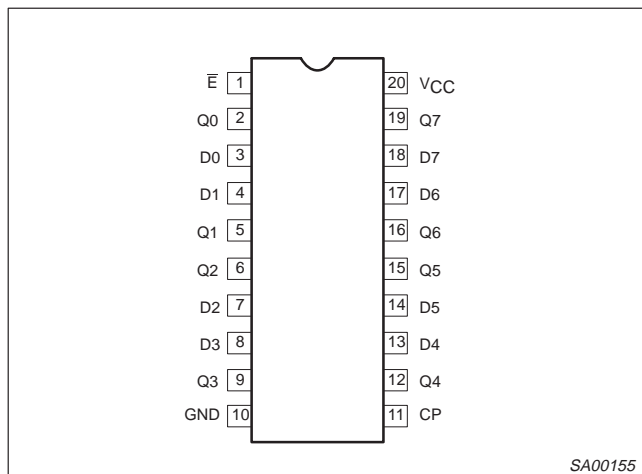 E̅ 1 20 VCC
Q0 2 19 Q7
D0 3 18 D7
D1 4 17 D6
Q1 5 16 Q6
Q2 6 15 Q5
D2 7 14 D5
D3 8 13 D4
Q3 9 12 Q4
GND 10 11 CP
SA00155